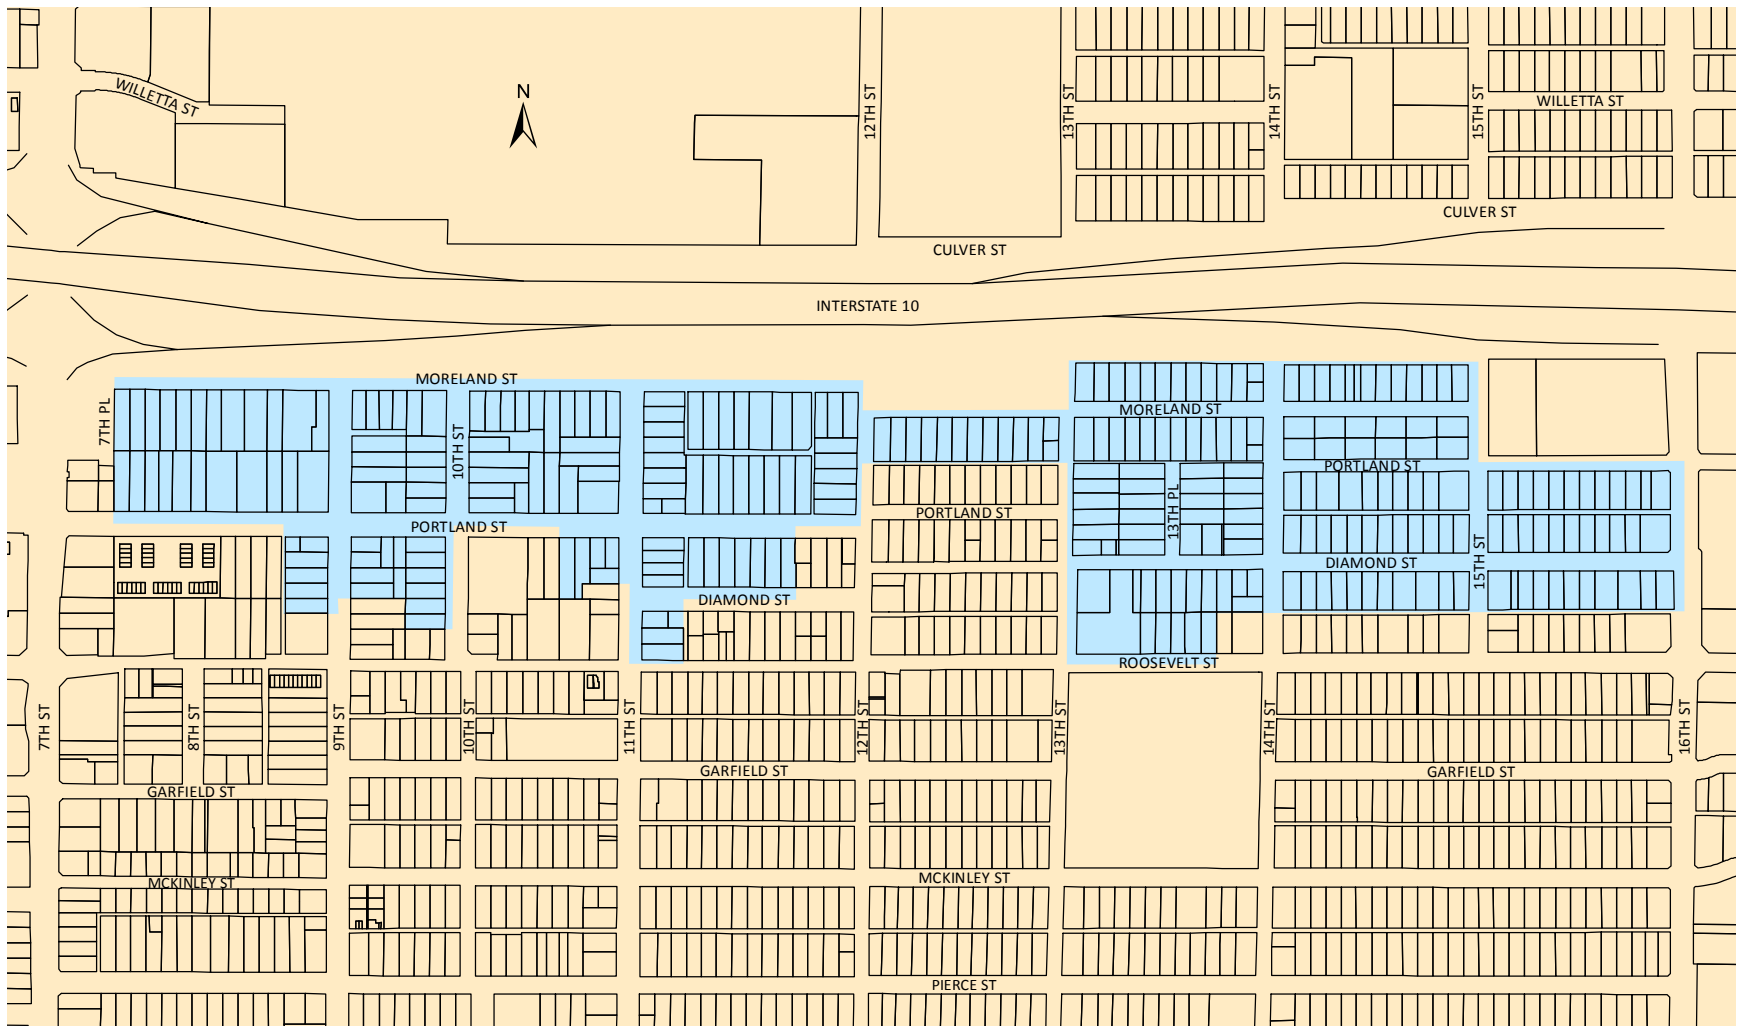 WILLETTA ST
N
12TH ST
13TH ST
14TH ST
15TH ST
WILLETTA ST
CULVER ST
CULVER ST
INTERSTATE 10
MORELAND ST
7TH PL
10TH ST
MORELAND ST
PORTLAND ST
13TH PL
PORTLAND ST
PORTLAND ST
DIAMOND ST
15TH ST
DIAMOND ST
ROOSEVELT ST
7TH ST
8TH ST
9TH ST
10TH ST
11TH ST
12TH ST
13TH ST
14TH ST
16TH ST
GARFIELD ST
GARFIELD ST
GARFIELD ST
MCKINLEY ST
MCKINLEY ST
PIERCE ST